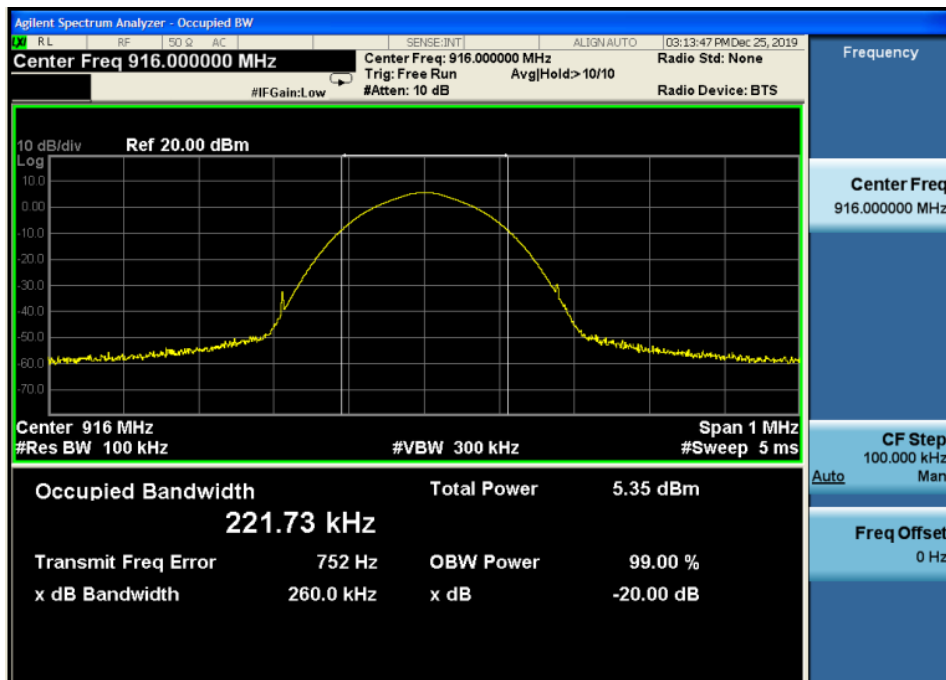 Agilent Spectrum Analyzer - Occupied BW
LXI RL RF 50 Ω AC SENSE:INT ALIGN AUTO 03:13:47 PM Dec 25, 2019
Center Freq 916.000000 MHz
Center Freq: 916.000000 MHz Radio Std: None
Trig: Free Run Avg|Hold:>10/10
#IFGain:Low #Atten: 10 dB Radio Device: BTS
10 dB/div Ref 20.00 dBm
Log
10.0
0.00
-10.0
-20.0
-30.0
-40.0
-50.0
-60.0
-70.0
Center 916 MHz Span 1 MHz
#Res BW 100 kHz #VBW 300 kHz #Sweep 5 ms
Occupied Bandwidth Total Power 5.35 dBm
221.73 kHz
Transmit Freq Error 752 Hz OBW Power 99.00 %
x dB Bandwidth 260.0 kHz x dB -20.00 dB
Frequency
Center Freq
916.000000 MHz
CF Step
100.000 kHz
Auto Man
Freq Offset
0 Hz